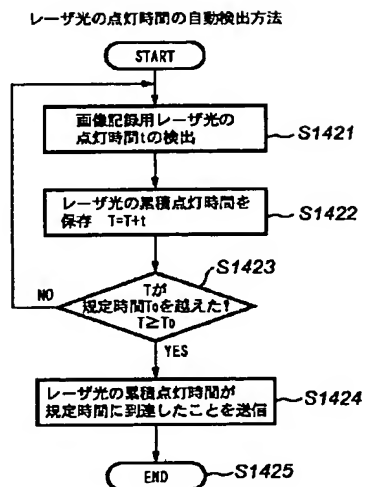 レーザ光の点灯時間の自動検出方法
START
画像記録用レーザ光の
点灯時間tの検出
S1421
レーザ光の累積点灯時間を
保存 T=T+t
S1422
S1423
Tが
規定時間T₀を越えた?
T≧T₀
NO
YES
レーザ光の累積点灯時間が
規定時間に到達したことを送信
S1424
END
S1425